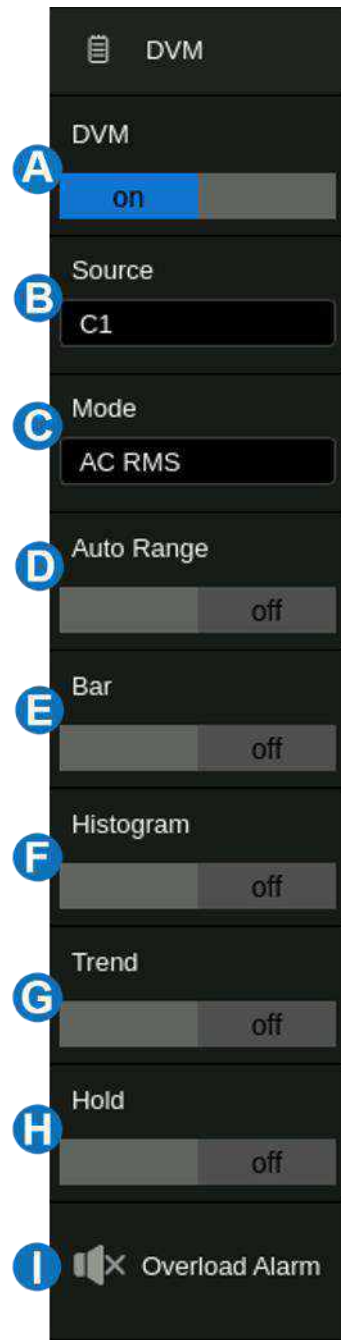 DVM
DVM
A
on
Source
B
C1
Mode
C
AC RMS
Auto Range
D
off
Bar
E
off
Histogram
F
off
Trend
G
off
Hold
H
off
I
Overload Alarm